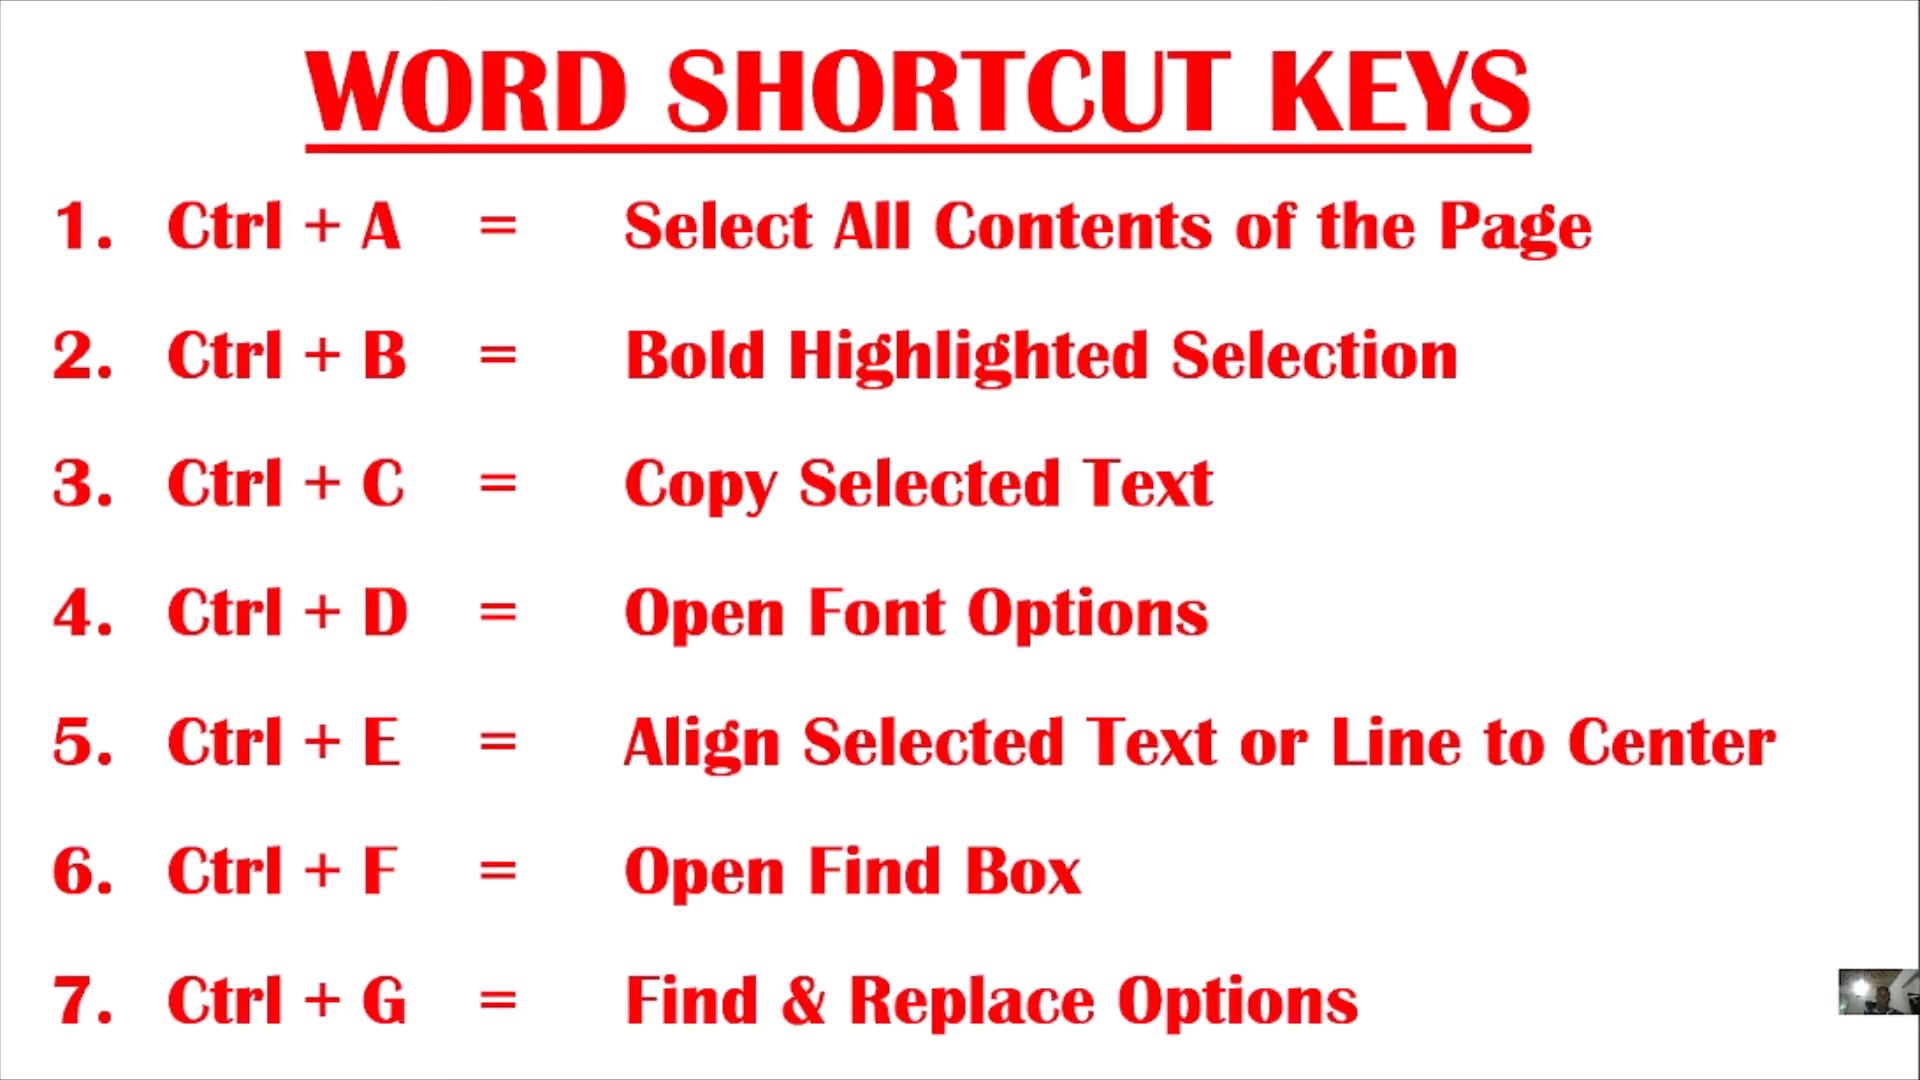 WORD SHORTCUT KEYS
1. Ctrl + A = Select All Contents of the Page
2. Ctrl + B = Bold Highlighted Selection
3. Ctrl + C = Copy Selected Text
4. Ctrl + D = Open Font Options
5. Ctrl + E = Align Selected Text or Line to Center
6. Ctrl + F = Open Find Box
7. Ctrl + G = Find & Replace Options